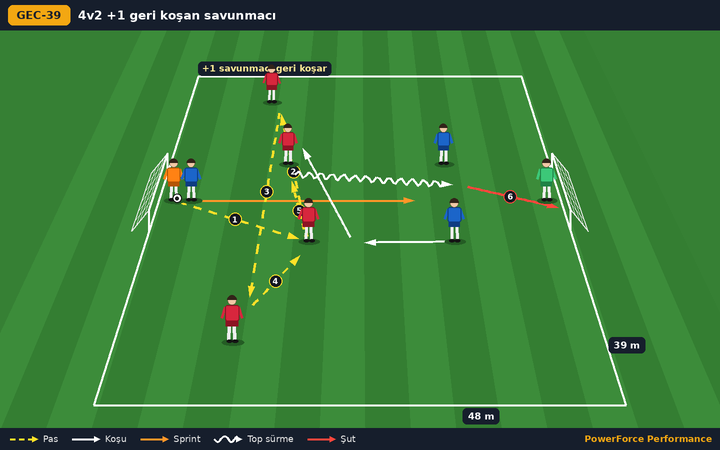 GEC-39 4v2 +1 geri koşan savunmacı
+1 savunmacı geri koşar
2
3
1
5
6
4
39 m
48 m
Pas Koşu Sprint Top sürme Şut PowerForce Performance